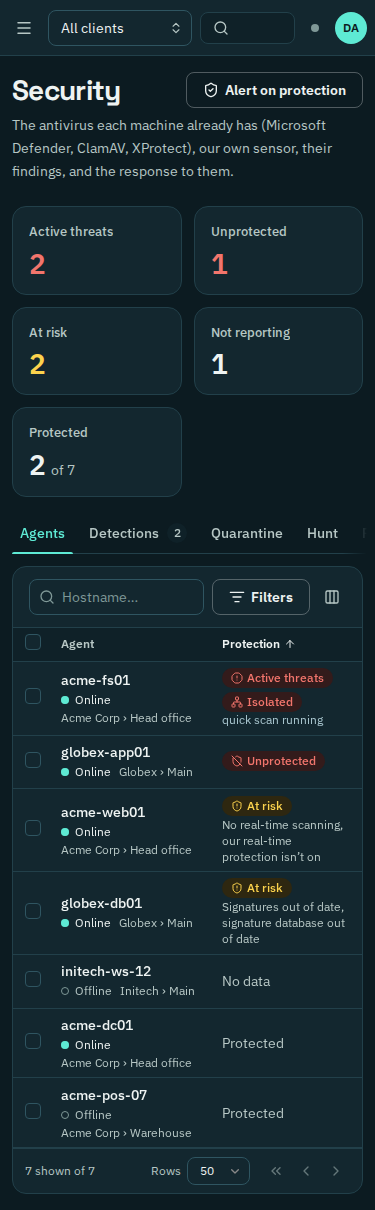 All clients
DA
Security
Alert on protection
The antivirus each machine already has (Microsoft
Defender, ClamAV, XProtect), our own sensor, their
findings, and the response to them.
Active threats
2
Unprotected
1
At risk
2
Not reporting
1
Protected
2 of 7
Agents
Detections 2
Quarantine
Hunt
Hostname...
Filters
Agent
Protection ↑
acme-fs01
Online
Acme Corp › Head office
Active threats
Isolated
quick scan running
globex-app01
Online Globex › Main
Unprotected
acme-web01
Online
Acme Corp › Head office
At risk
No real-time scanning,
our real-time
protection isn't on
globex-db01
Online Globex › Main
At risk
Signatures out of date,
signature database out
of date
initech-ws-12
Offline Initech › Main
No data
acme-dc01
Online
Acme Corp › Head office
Protected
acme-pos-07
Offline
Acme Corp › Warehouse
Protected
7 shown of 7
Rows
50